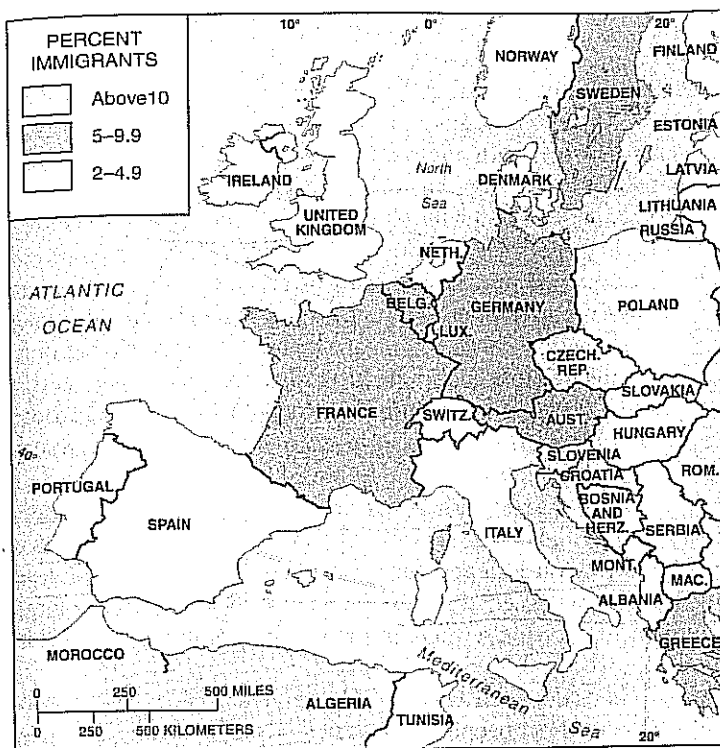 PERCENT
IMMIGRANTS
Above10
5–9.9
2–4.9
10°
0°
20°
NORWAY
FINLAND
SWEDEN
ESTONIA
North
Sea
LATVIA
IRELAND
DENMARK
LITHUANIA
UNITED
KINGDOM
RUSSIA
NETH.
ATLANTIC
OCEAN
BELG.
GERMANY
POLAND
LUX.
CZECH.
REP.
SLOVAKIA
FRANCE
SWITZ.
AUST.
HUNGARY
40°
SLOVENIA
CROATIA
ROM.
PORTUGAL
SPAIN
ITALY
BOSNIA
AND
HERZ.
SERBIA
MONT.
MAC.
ALBANIA
GREECE
MOROCCO
Mediterranean
Sea
0 250 500 MILES
0 250 500 KILOMETERS
ALGERIA
TUNISIA
20°